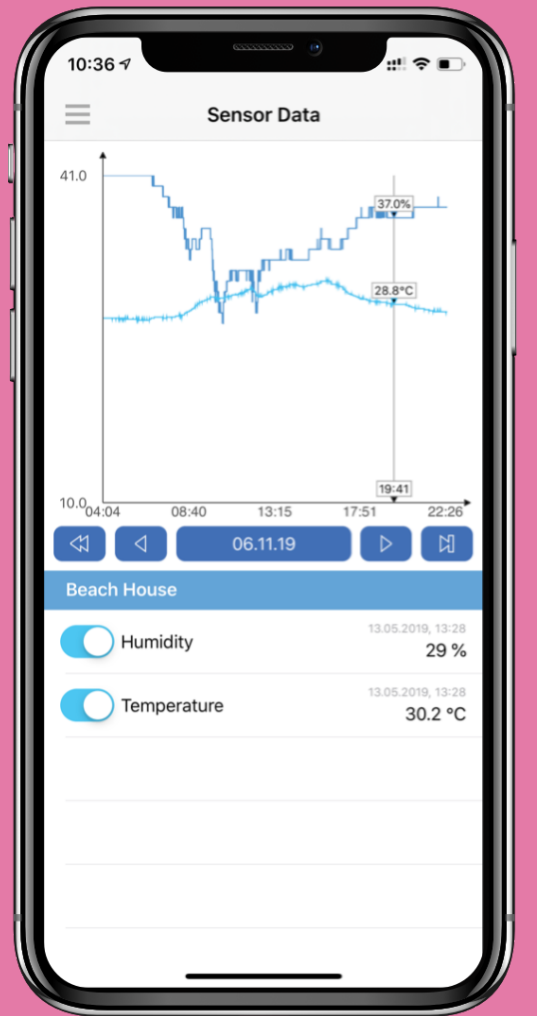 10:36
Sensor Data
41.0
37.0%
28.8°C
19:41
10.0
04:04 08:40 13:15 17:51 22:26
06.11.19
Beach House
13.05.2019, 13:28
Humidity
29 %
13.05.2019, 13:28
Temperature
30.2 °C